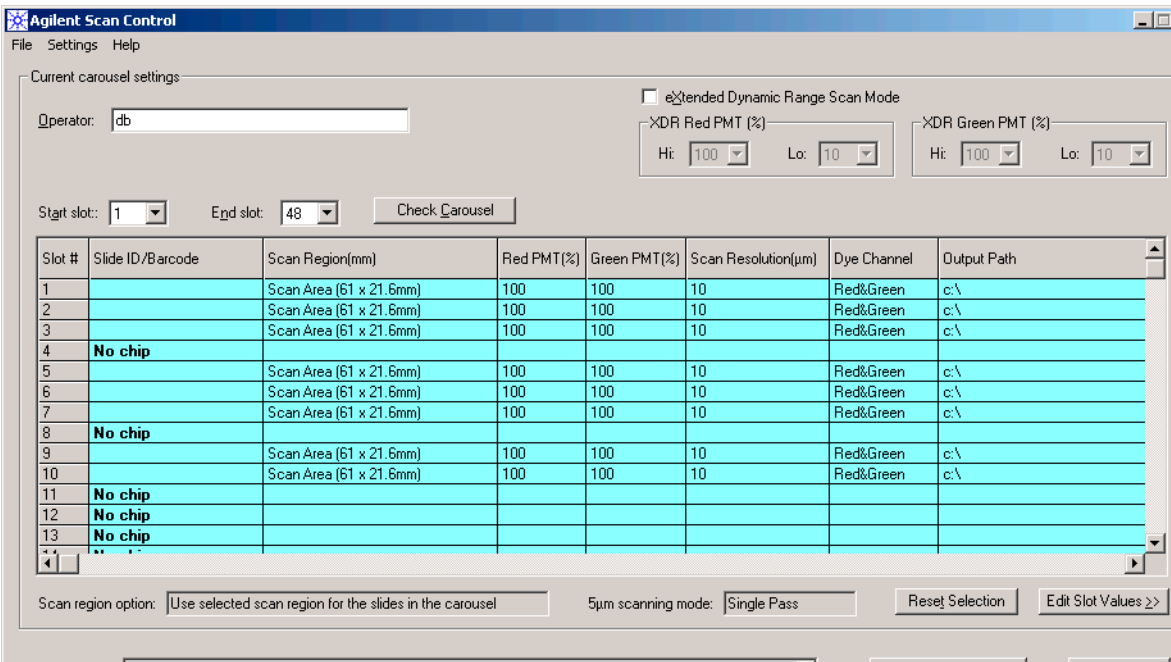 Agilent Scan Control
File Settings Help
Current carousel settings
eXtended Dynamic Range Scan Mode
Operator: db
XDR Red PMT (%) XDR Green PMT (%)
Hi: 100 Lo: 10 Hi: 100 Lo: 10
Start slot:: 1 End slot: 48 Check Carousel
Slot # Slide ID/Barcode Scan Region(mm) Red PMT(%) Green PMT(%) Scan Resolution(µm) Dye Channel Output Path
1 Scan Area (61 x 21.6mm) 100 100 10 Red&Green c:\
2 Scan Area (61 x 21.6mm) 100 100 10 Red&Green c:\
3 Scan Area (61 x 21.6mm) 100 100 10 Red&Green c:\
4 No chip
5 Scan Area (61 x 21.6mm) 100 100 10 Red&Green c:\
6 Scan Area (61 x 21.6mm) 100 100 10 Red&Green c:\
7 Scan Area (61 x 21.6mm) 100 100 10 Red&Green c:\
8 No chip
9 Scan Area (61 x 21.6mm) 100 100 10 Red&Green c:\
10 Scan Area (61 x 21.6mm) 100 100 10 Red&Green c:\
11 No chip
12 No chip
13 No chip
Scan region option: Use selected scan region for the slides in the carousel 5µm scanning mode: Single Pass Reset Selection Edit Slot Values >>